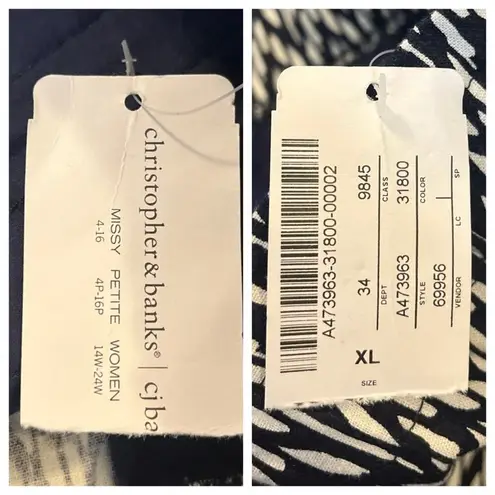 christopher&banks® | cj ba
MISSY PETITE WOMEN
4-16 4P-16P 14W-24W
A473963-31800-00002
34 9845
DEPT CLASS
A473963 31800
STYLE COLOR
69956
VENDOR LC SP
XL
SIZE